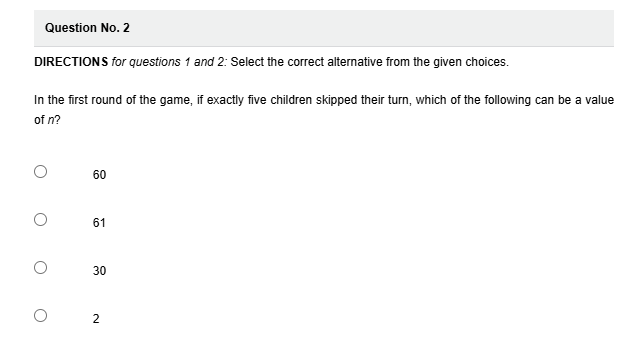 Question No. 2
DIRECTIONS for questions 1 and 2: Select the correct alternative from the given choices.
In the first round of the game, if exactly five children skipped their turn, which of the following can be a value
of n?
60
61
30
2